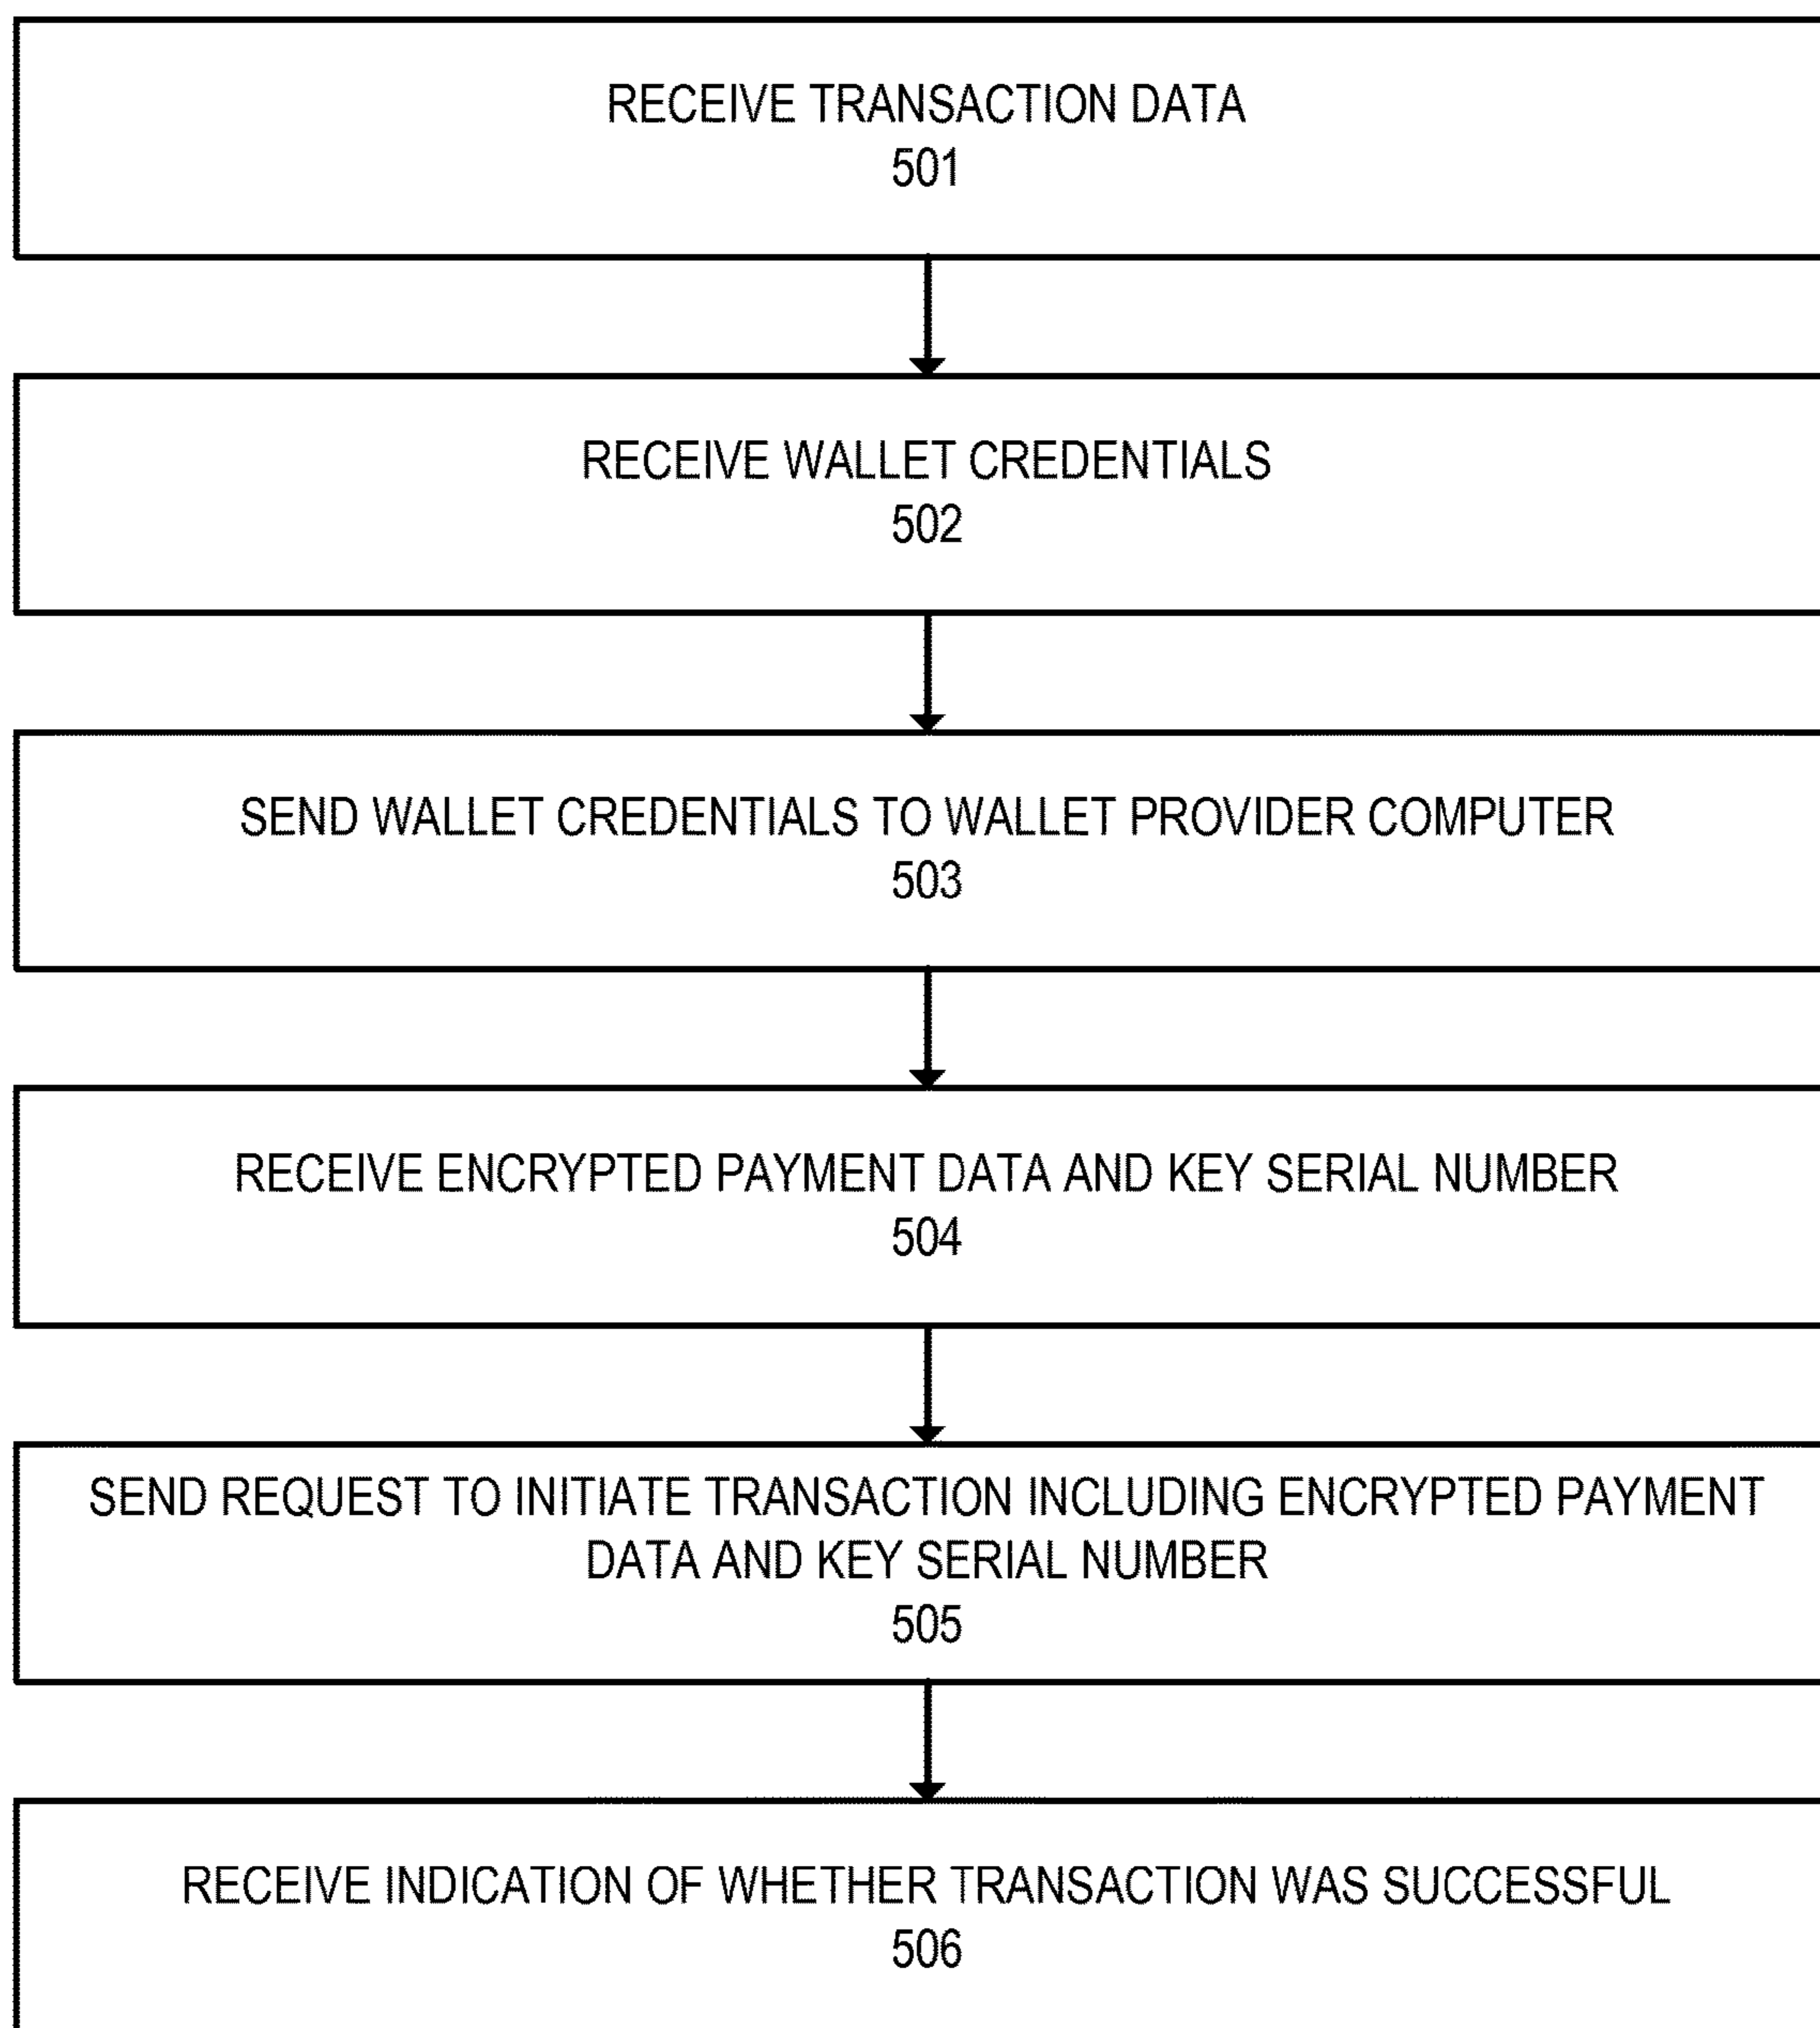 RECEIVE TRANSACTION DATA
501
RECEIVE WALLET CREDENTIALS
502
SEND WALLET CREDENTIALS TO WALLET PROVIDER COMPUTER
503
RECEIVE ENCRYPTED PAYMENT DATA AND KEY SERIAL NUMBER
504
SEND REQUEST TO INITIATE TRANSACTION INCLUDING ENCRYPTED PAYMENT
DATA AND KEY SERIAL NUMBER
505
RECEIVE INDICATION OF WHETHER TRANSACTION WAS SUCCESSFUL
506